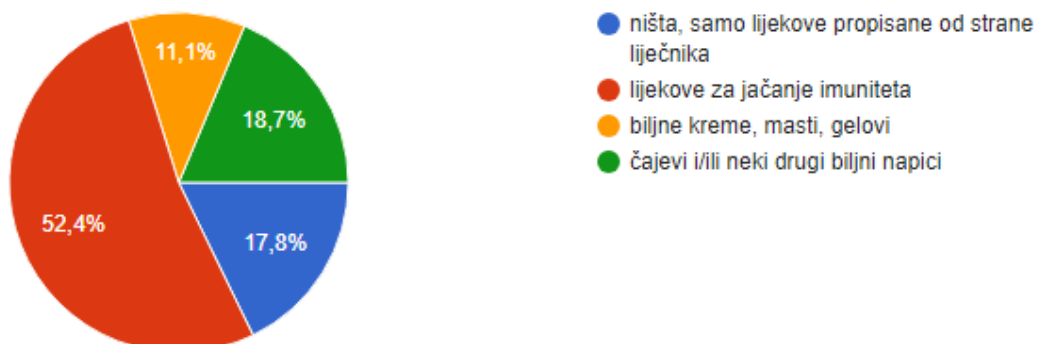 11,1%
18,7%
52,4%
17,8%
ništa, samo lijekove propisane od strane
liječnika
lijekove za jačanje imuniteta
biljne kreme, masti, gelovi
čajevi i/ili neki drugi biljni napici